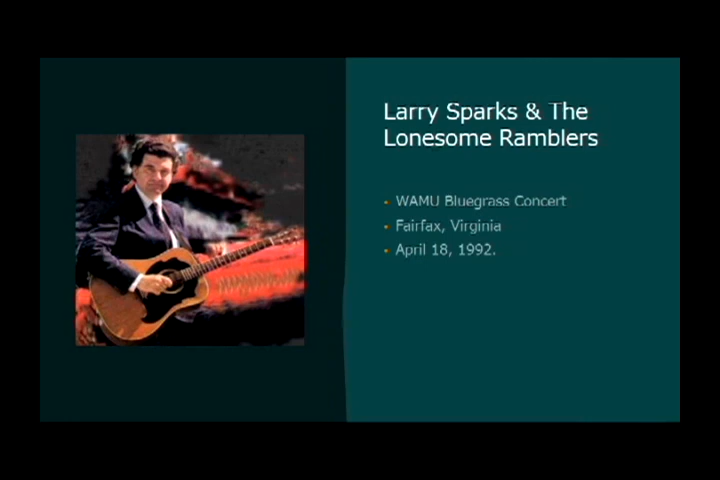 Larry Sparks & The
Lonesome Ramblers
WAMU Bluegrass Concert
Fairfax, Virginia
April 18, 1992.